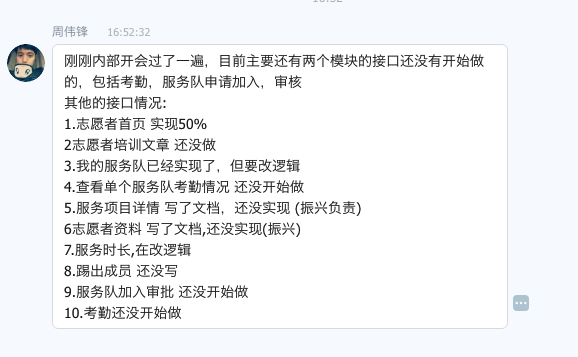 周伟锋 16:52:32
刚刚内部开会过了一遍，目前主要还有两个模块的接口还没有开始做
的，包括考勤，服务队申请加入，审核
其他的接口情况:
1.志愿者首页 实现50%
2志愿者培训文章 还没做
3.我的服务队已经实现了，但要改逻辑
4.查看单个服务队考勤情况 还没开始做
5.服务项目详情 写了文档，还没实现 (振兴负责)
6志愿者资料 写了文档,还没实现(振兴)
7.服务时长,在改逻辑
8.踢出成员 还没写
9.服务队加入审批 还没开始做
10.考勤还没开始做